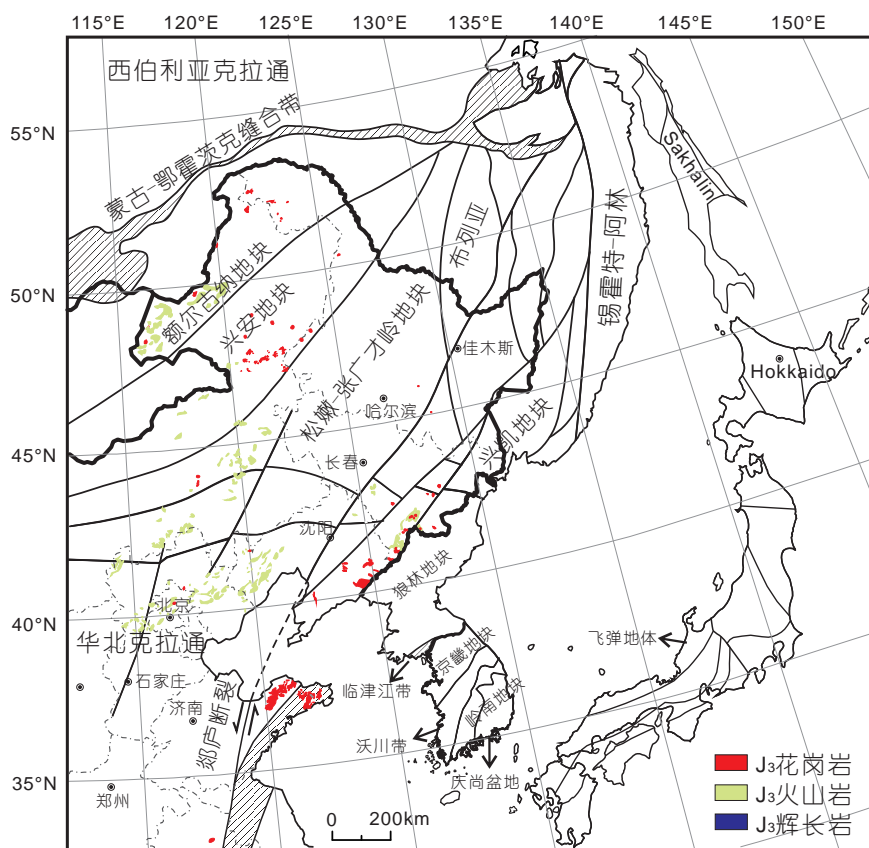 115°E 120°E 125°E 130°E 135°E 140°E 145°E 150°E
西伯利亚克拉通
55°N
蒙古-鄂霍茨克缝合带
Sakhalin
布列亚
锡霍特-阿林
50°N
额尔古纳地块
兴安地块
松嫩-张广才岭地块
佳木斯
Hokkaido
哈尔滨
45°N
长春
兴凯地块
沈阳
狼林地块
北京
40°N
华北克拉通
飞弹地体
京畿地块
石家庄
临津江带
岭南地块
济南
郯庐断裂
沃川带
庆尚盆地
35°N
郑州
0 200km
J₃花岗岩
J₃火山岩
J₃辉长岩